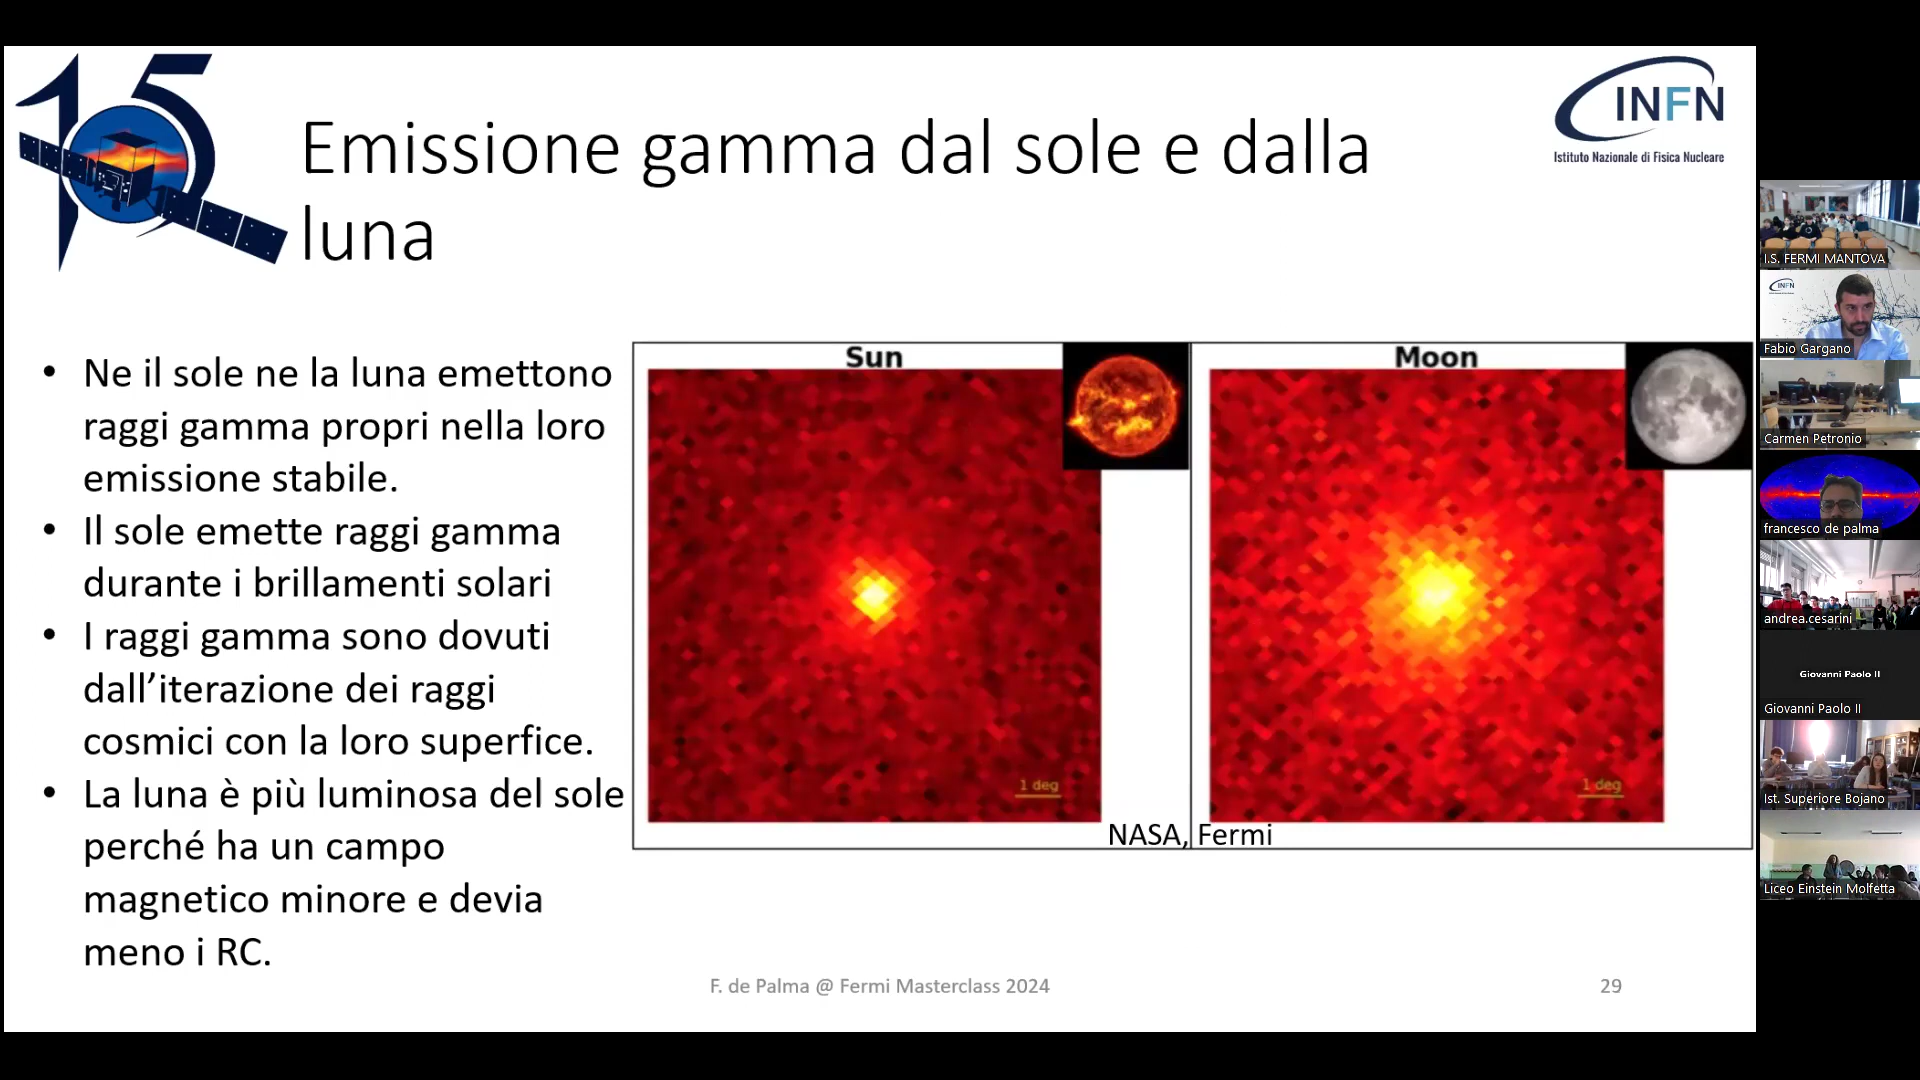 15
INFN
Istituto Nazionale di Fisica Nucleare
Emissione gamma dal sole e dalla
luna
Ne il sole ne la luna emettono
raggi gamma propri nella loro
emissione stabile.
Il sole emette raggi gamma
durante i brillamenti solari
I raggi gamma sono dovuti
dall’iterazione dei raggi
cosmici con la loro superfice.
La luna è più luminosa del sole
perché ha un campo
magnetico minore e devia
meno i RC.
Sun
1 deg
Moon
1 deg
NASA, Fermi
F. de Palma @ Fermi Masterclass 2024
29
I.S. FERMI MANTOVA
INFN
Fabio Gargano
Carmen Petronio
francesco de palma
andrea.cesarini
Giovanni Paolo II
Giovanni Paolo II
Ist. Superiore Bojano
Liceo Einstein Molfetta